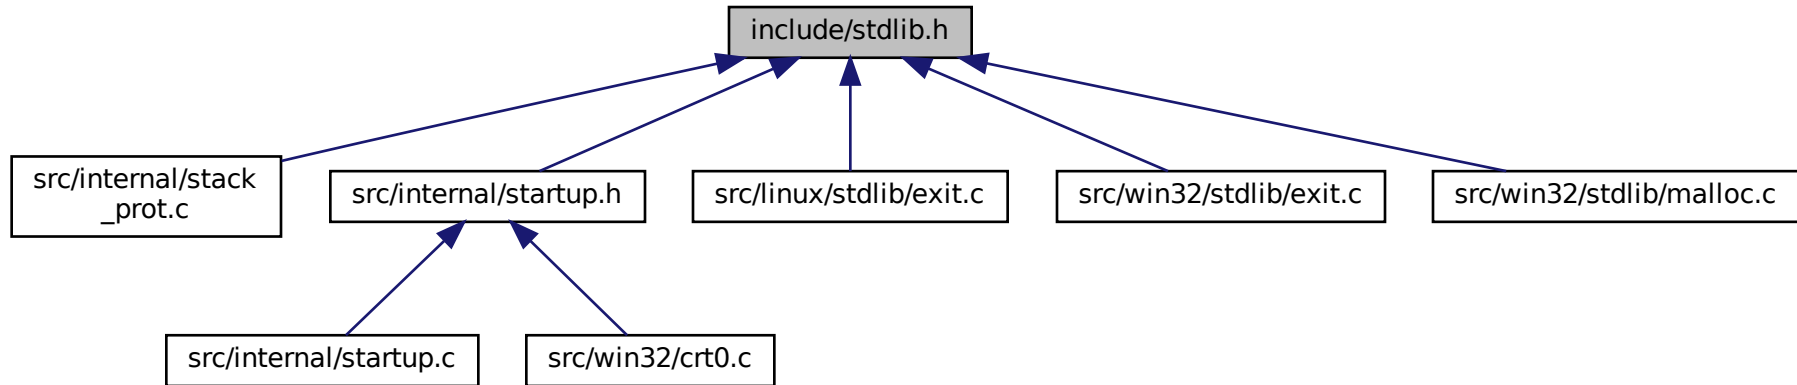 include/stdlib.h
src/internal/stack
_prot.c
src/internal/startup.h
src/linux/stdlib/exit.c
src/win32/stdlib/exit.c
src/win32/stdlib/malloc.c
src/internal/startup.c
src/win32/crt0.c